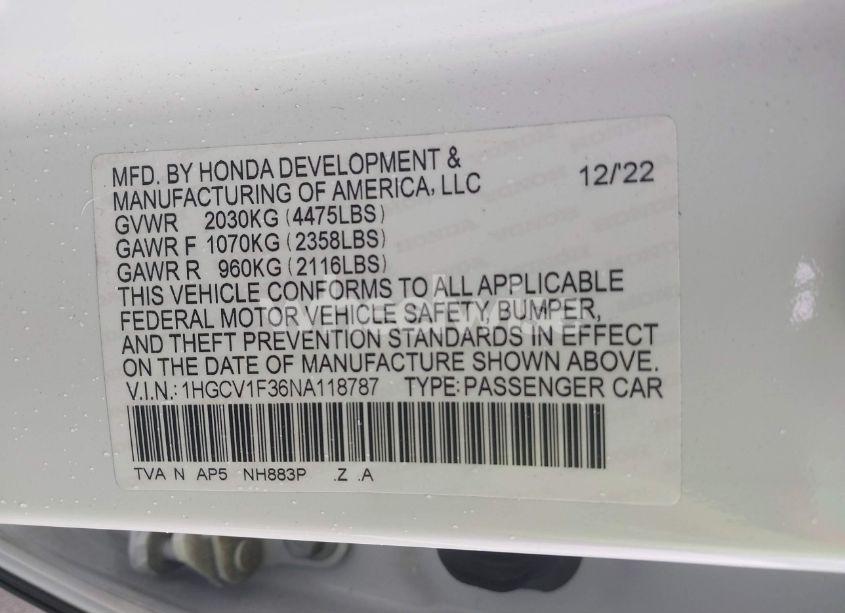 MFD. BY HONDA DEVELOPMENT &
MANUFACTURING OF AMERICA, LLC 12/'22
GVWR 2030KG (4475LBS)
GAWR F 1070KG (2358LBS)
GAWR R 960KG (2116LBS)
THIS VEHICLE CONFORMS TO ALL APPLICABLE
FEDERAL MOTOR VEHICLE SAFETY, BUMPER,
AND THEFT PREVENTION STANDARDS IN EFFECT
ON THE DATE OF MANUFACTURE SHOWN ABOVE.
V.I.N.: 1HGCV1F36NA118787 TYPE: PASSENGER CAR
TVA N AP5 NH883P .Z .A